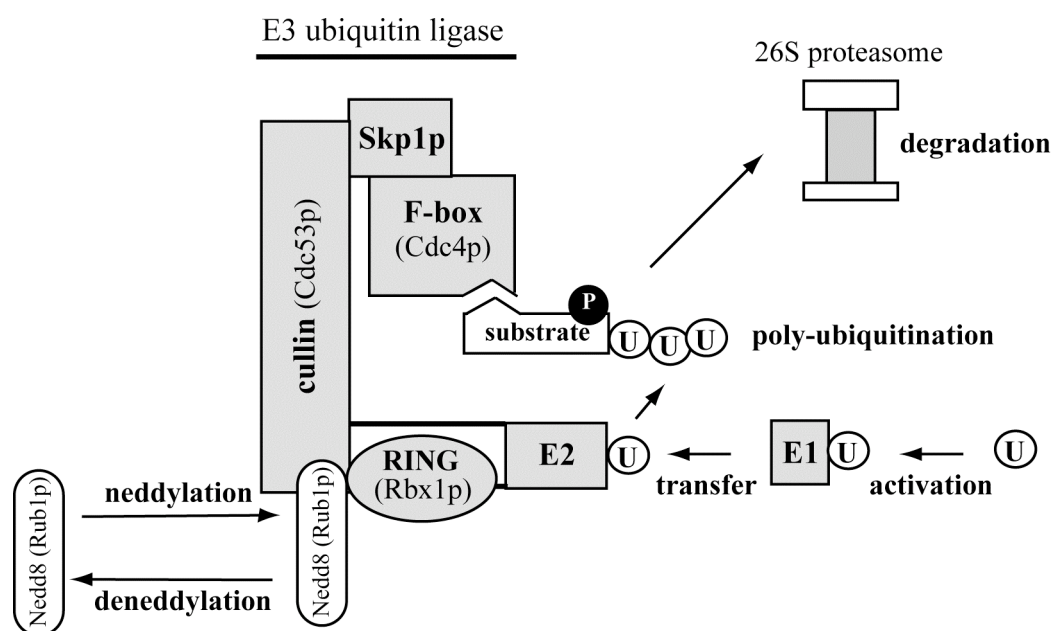 E3 ubiquitin ligase
26S proteasome
Skp1p
degradation
F-box
(Cdc4p)
cullin (Cdc53p)
P
substrate
U U U
poly-ubiquitination
E2
U
E1
U
U
RING
(Rbx1p)
transfer
activation
neddylation
Nedd8 (Rub1p)
Nedd8 (Rub1p)
deneddylation